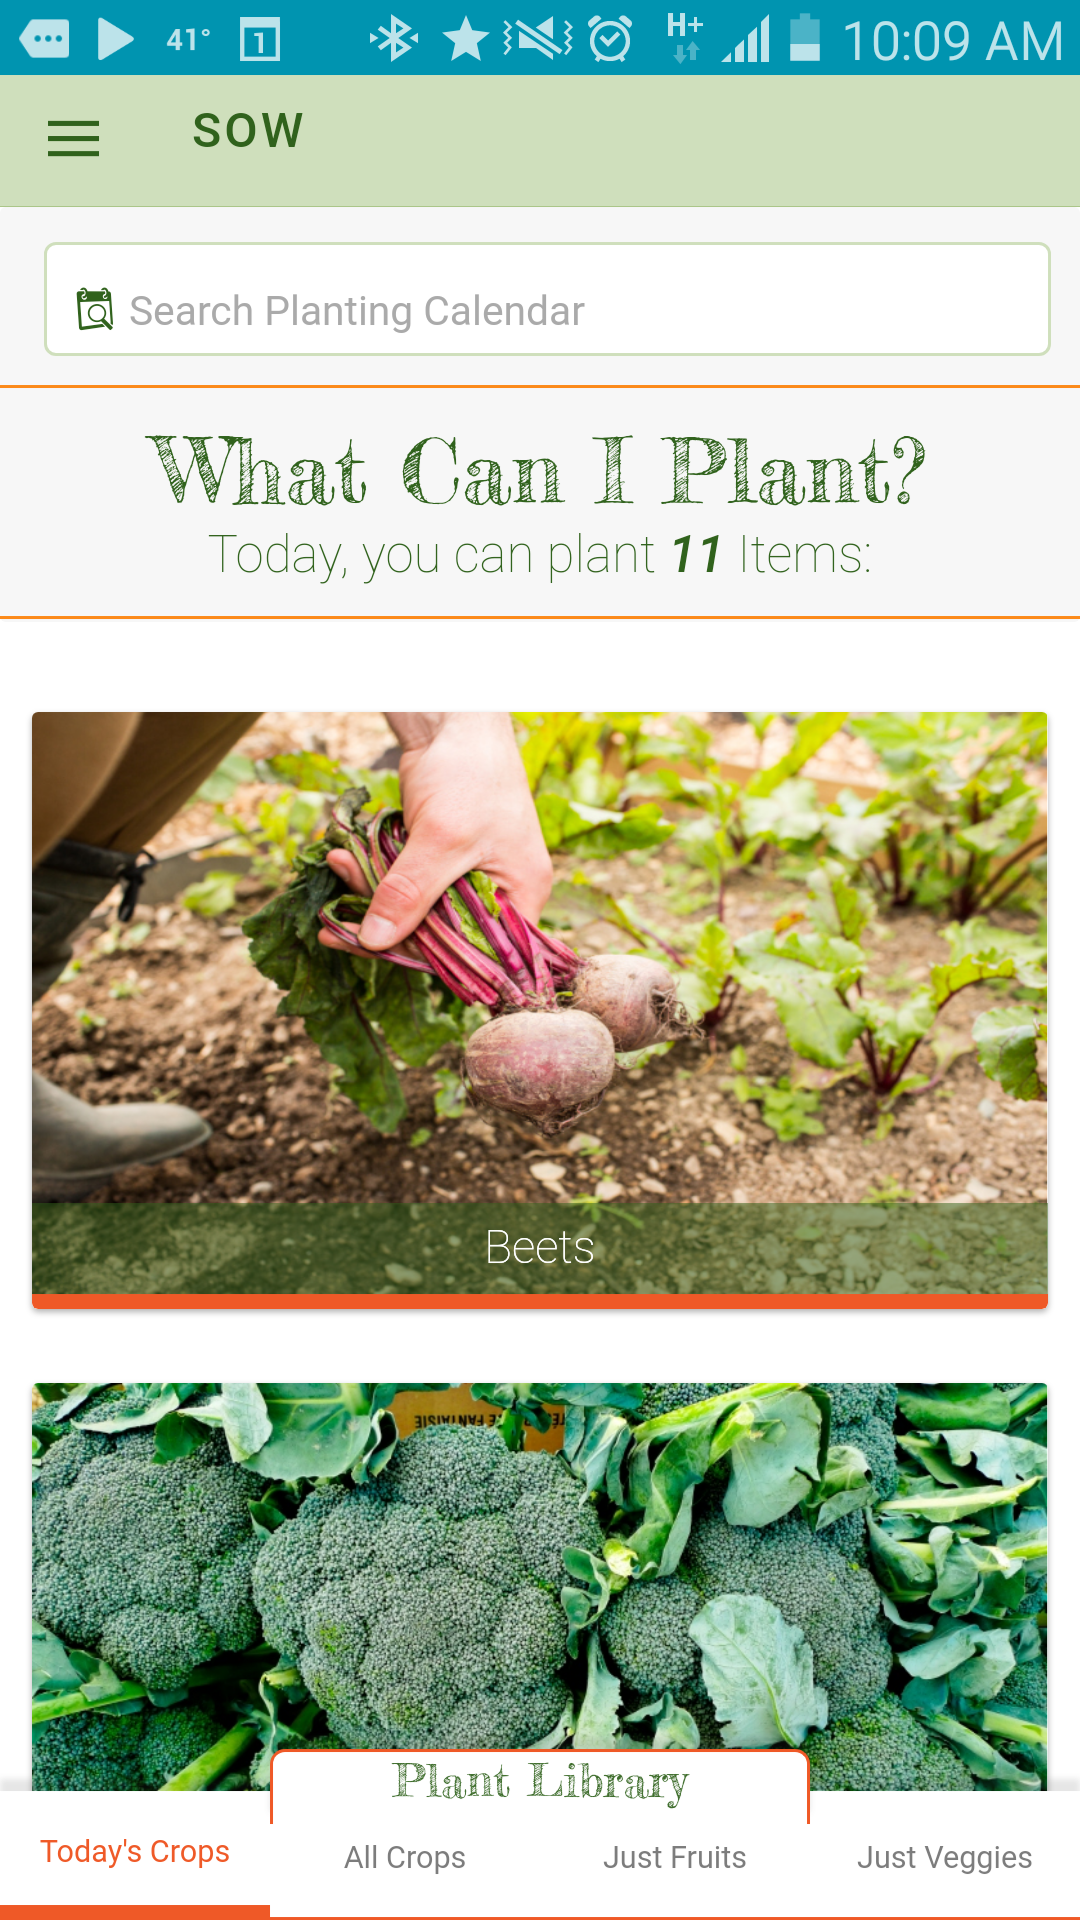 41°
1
H+
10:09 AM
SOW
Search Planting Calendar
What Can I Plant?
Today, you can plant 11 Items:
Beets
Plant Library
Today's Crops
All Crops
Just Fruits
Just Veggies